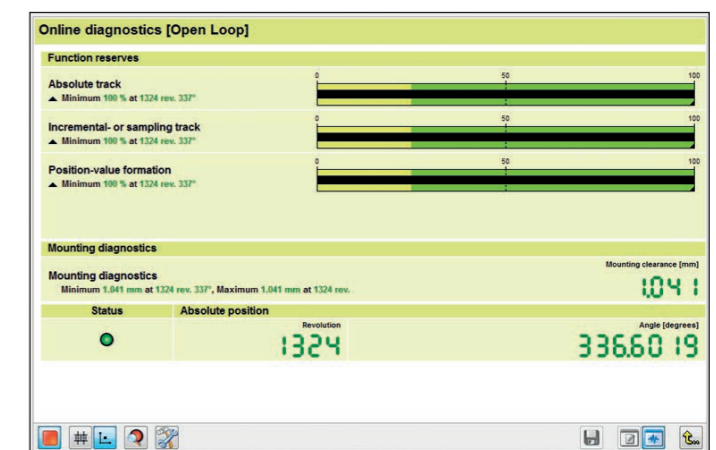 Online diagnostics [Open Loop]
Function reserves
Absolute track
Minimum 100 % at 1324 rev. 337°
0 50 100
Incremental- or sampling track
Minimum 100 % at 1324 rev. 337°
0 50 100
Position-value formation
Minimum 100 % at 1324 rev. 337°
0 50 100
Mounting diagnostics
Mounting clearance [mm]
Mounting diagnostics
Minimum 1.041 mm at 1324 rev. 337°, Maximum 1.041 mm at 1324 rev.
1.041
Status Absolute position
Revolution Angle [degrees]
1324 336.6019